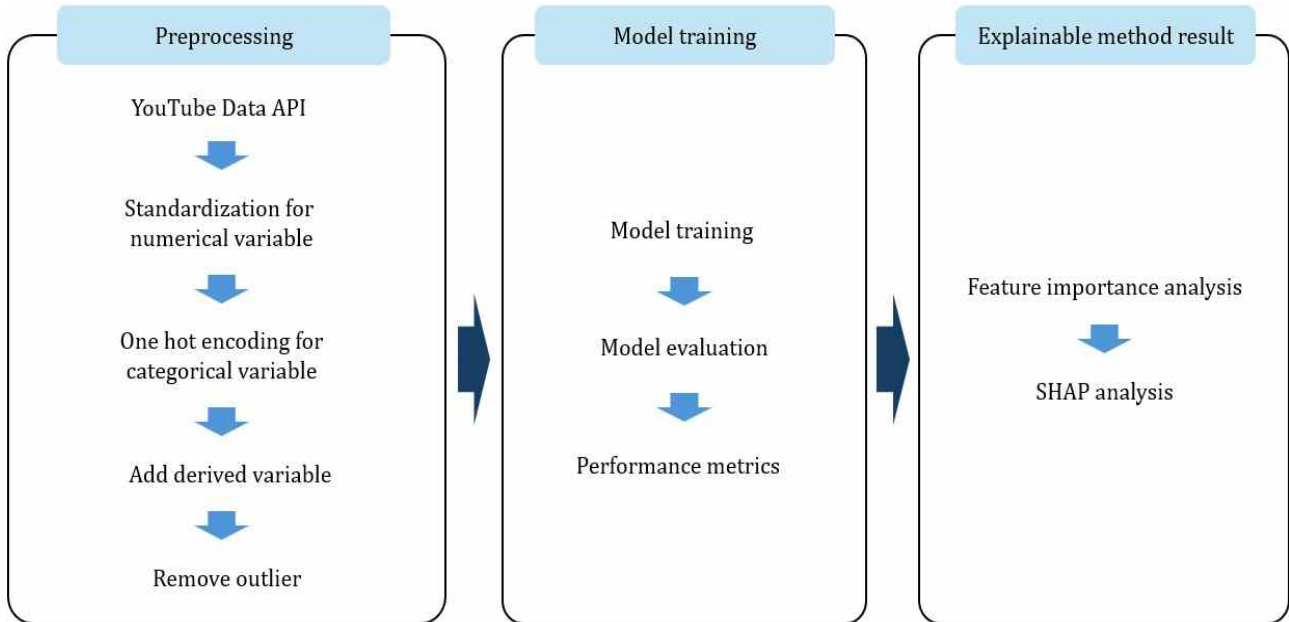 Preprocessing
YouTube Data API
Standardization for
numerical variable
One hot encoding for
categorical variable
Add derived variable
Remove outlier
Model training
Model training
Model evaluation
Performance metrics
Explainable method result
Feature importance analysis
SHAP analysis